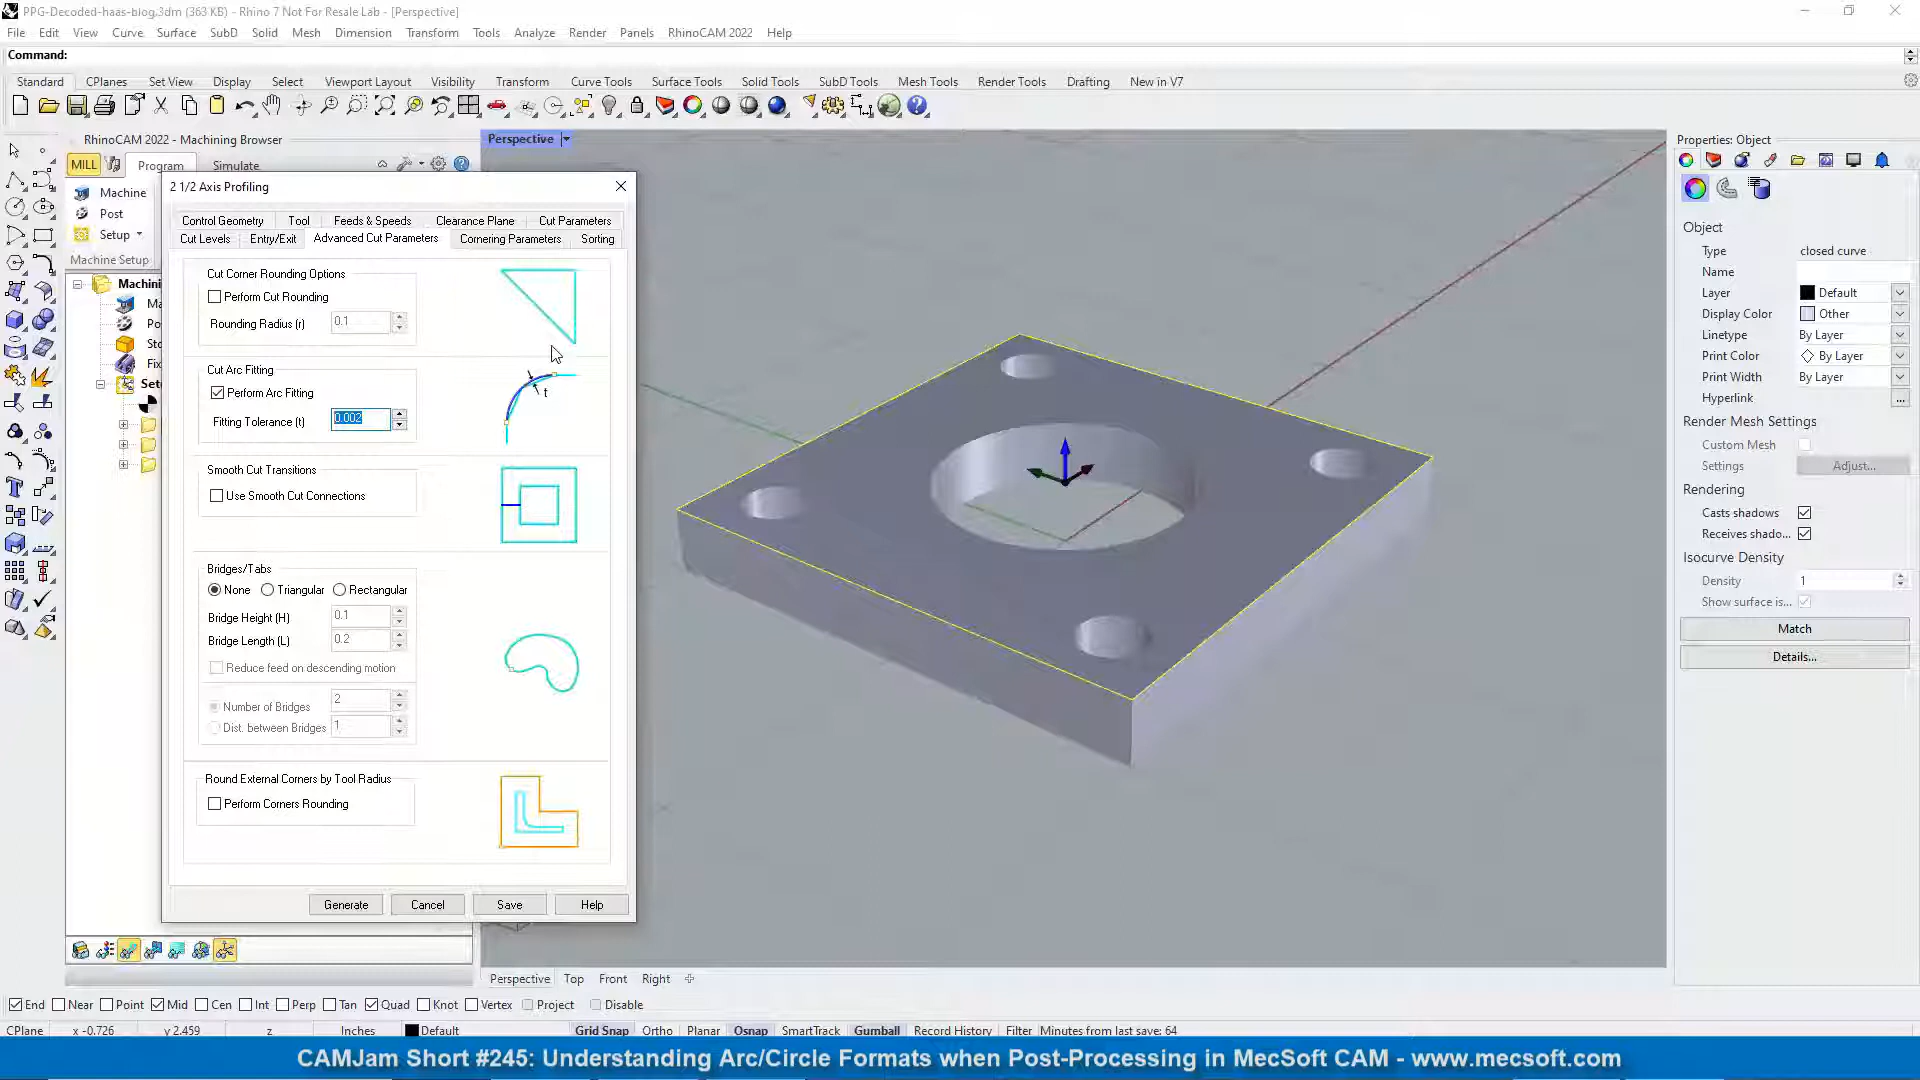 PPG-Decoded-haas-blog.3dm (363 KB) - Rhino 7 Not For Resale Lab - [Perspective]
File Edit View Curve Surface SubD Solid Mesh Dimension Transform Tools Analyze Render Panels RhinoCAM 2022 Help
Command:
Standard CPlanes Set View Display Select Viewport Layout Visibility Transform Curve Tools Surface Tools Solid Tools SubD Tools Mesh Tools Render Tools Drafting New in V7
RhinoCAM 2022 - Machining Browser
MILL Program Simulate
Machine
Post
Setup
Machine Setup
Machini
Ma
Po
Sto
Fix
Set
2 1/2 Axis Profiling
Control Geometry Tool Feeds & Speeds Clearance Plane Cut Parameters
Cut Levels Entry/Exit Advanced Cut Parameters Cornering Parameters Sorting
Cut Corner Rounding Options
Perform Cut Rounding
Rounding Radius (r) 0.1
Cut Arc Fitting
Perform Arc Fitting
Fitting Tolerance (t) 0.002
t
Smooth Cut Transitions
Use Smooth Cut Connections
Bridges/Tabs
None Triangular Rectangular
Bridge Height (H) 0.1
Bridge Length (L) 0.2
Reduce feed on descending motion
Number of Bridges 2
Dist. between Bridges 1
Round External Corners by Tool Radius
Perform Corners Rounding
Generate Cancel Save Help
Perspective
Properties: Object
Object
Type closed curve
Name
Layer Default
Display Color Other
Linetype By Layer
Print Color By Layer
Print Width By Layer
Hyperlink ...
Render Mesh Settings
Custom Mesh
Settings Adjust...
Rendering
Casts shadows
Receives shado...
Isocurve Density
Density 1
Show surface is...
Match
Details...
Perspective Top Front Right
End Near Point Mid Cen Int Perp Tan Quad Knot Vertex Project Disable
CPlane x -0.726 y 2.459 z Inches Default Grid Snap Ortho Planar Osnap SmartTrack Gumball Record History Filter Minutes from last save: 64
CAMJam Short #245: Understanding Arc/Circle Formats when Post-Processing in MecSoft CAM - www.mecsoft.com